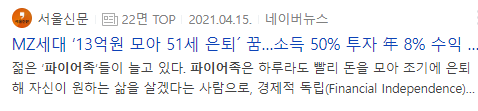 서울신문 22면 TOP 2021.04.15. 네이버뉴스
MZ세대 ‘13억원 모아 51세 은퇴’ 꿈...소득 50% 투자 年 8% 수익 ...
젊은 ‘파이어족’들이 늘고 있다. 파이어족은 하루라도 빨리 돈을 모아 조기에 은퇴
해 자신이 원하는 삶을 살겠다는 사람으로, 경제적 독립(Financial Independence)...